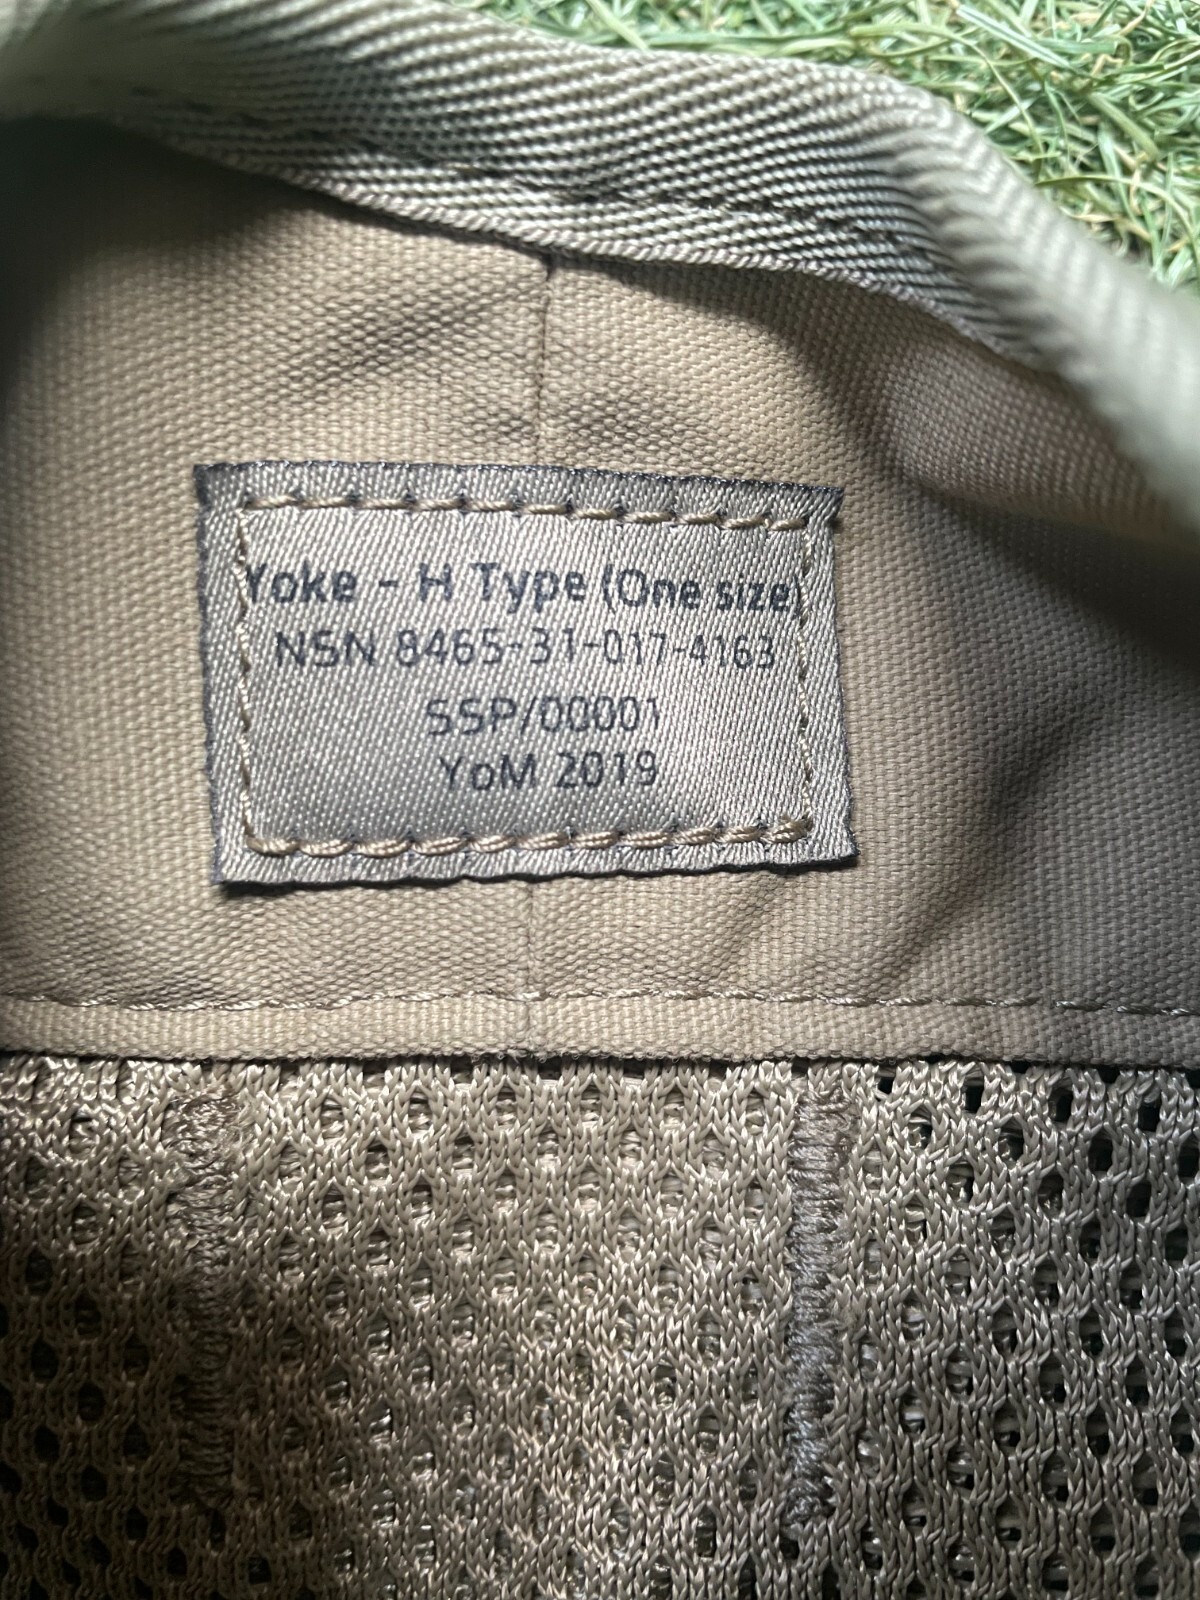 Yoke - H Type (One size)
NSN 8465-31-017-4163
SSP/00001
YoM 2019